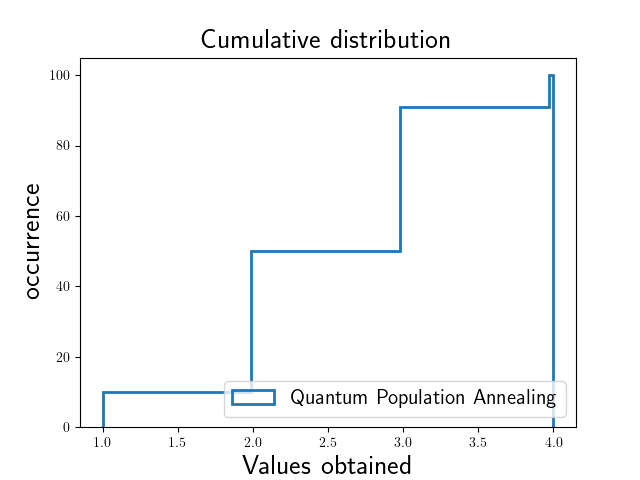 Cumulative distribution
100
80
60
40
20
0
occurrence
Quantum Population Annealing
1.0 1.5 2.0 2.5 3.0 3.5 4.0
Values obtained